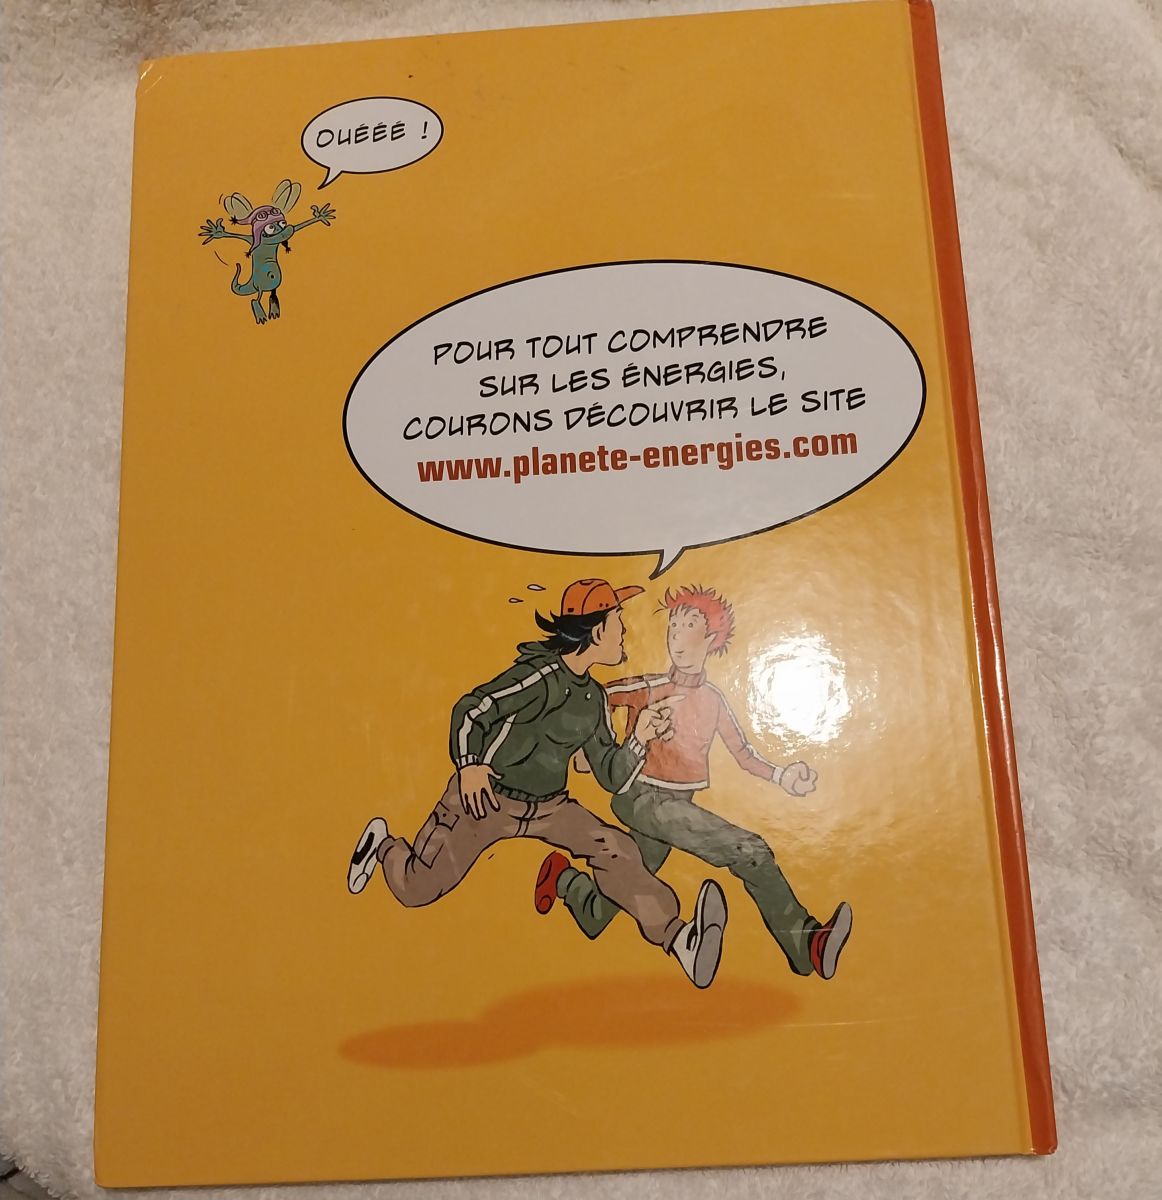 OUÉÉÉ !
POUR TOUT COMPRENDRE
SUR LES ÉNERGIES,
COURONS DÉCOUVRIR LE SITE
www.planete-energies.com